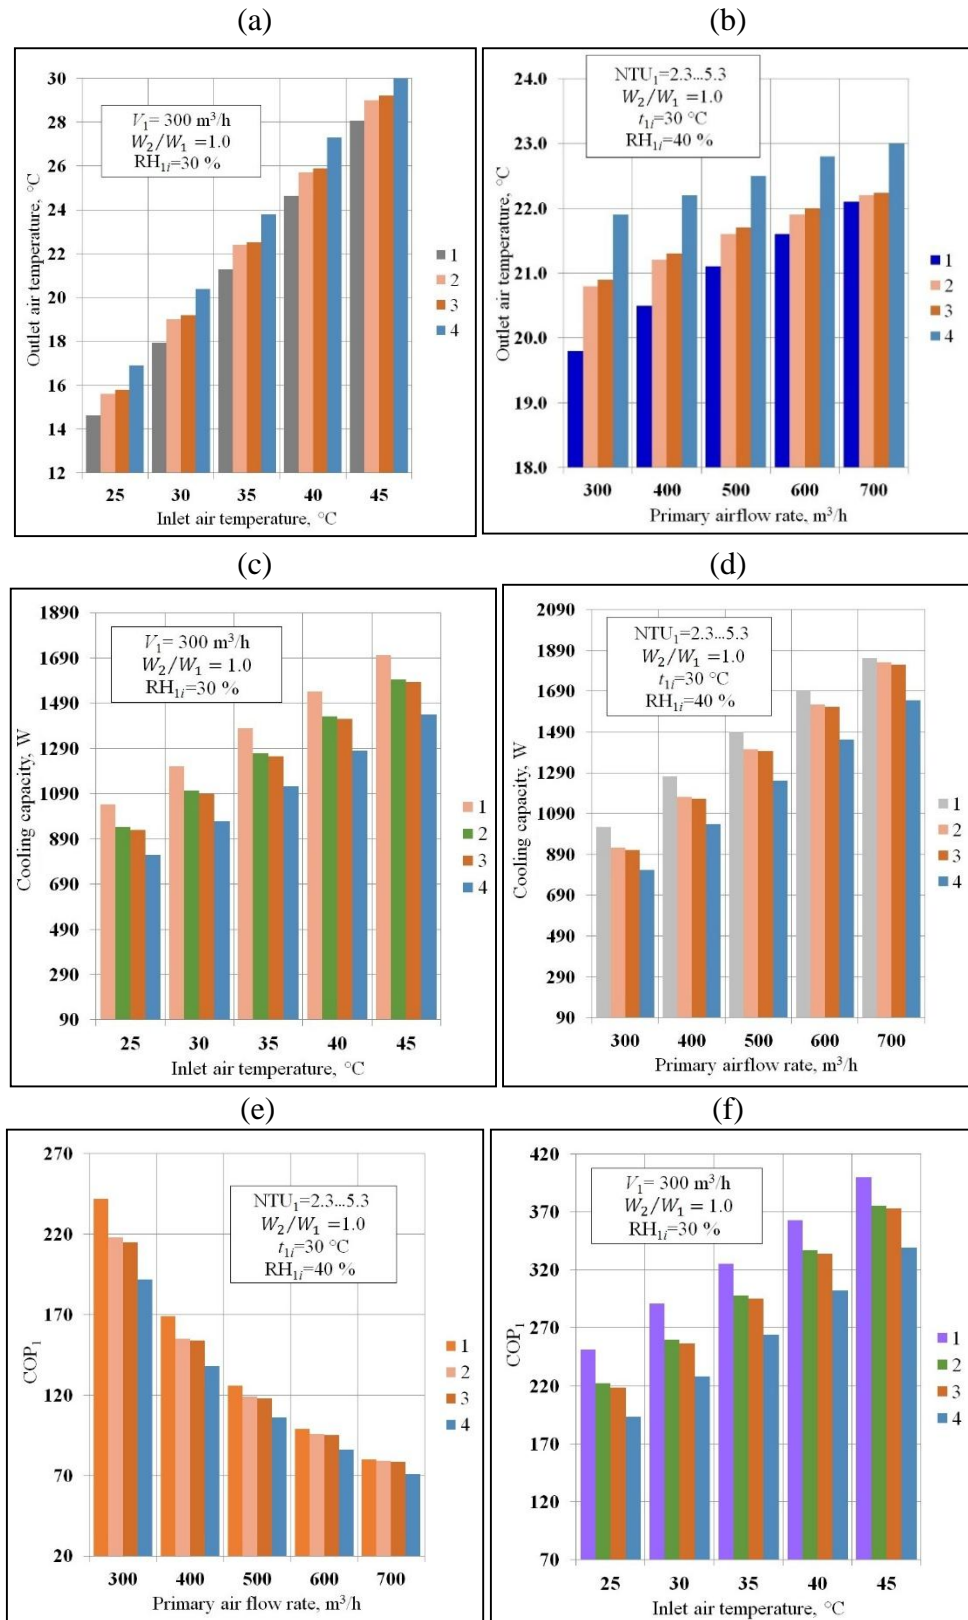 (a)
30
28
26
24
22
20
18
16
14
12
Outlet air temperature, °C
V₁= 300 m³/h
W₂/W₁ = 1.0
RH₁ᵢ=30 %
1
2
3
4
25 30 35 40 45
Inlet air temperature, °C
(b)
24.0
23.0
22.0
21.0
20.0
19.0
18.0
Outlet air temperature, °C
NTU₁=2.3...5.3
W₂/W₁ = 1.0
t₁ᵢ=30 °C
RH₁ᵢ=40 %
1
2
3
4
300 400 500 600 700
Primary airflow rate, m³/h
(c)
1890
1690
1490
1290
1090
890
690
490
290
90
Cooling capacity, W
V₁= 300 m³/h
W₂/W₁ = 1.0
RH₁ᵢ=30 %
1
2
3
4
25 30 35 40 45
Inlet air temperature, °C
(d)
2090
1890
1690
1490
1290
1090
890
690
490
290
90
Cooling capacity, W
NTU₁=2.3...5.3
W₂/W₁=1.0
t₁ᵢ=30 °C
RH₁ᵢ=40 %
1
2
3
4
300 400 500 600 700
Primary airflow rate, m³/h
(e)
270
220
170
120
70
20
COP₁
NTU₁=2.3...5.3
W₂/W₁=1.0
t₁ᵢ=30 °C
RH₁ᵢ=40 %
1
2
3
4
300 400 500 600 700
Primary air flow rate, m³/h
(f)
420
370
320
270
220
170
120
70
COP₁
V₁= 300 m³/h
W₂/W₁ = 1.0
RH₁ᵢ=30 %
1
2
3
4
25 30 35 40 45
Inlet air temperature, °C